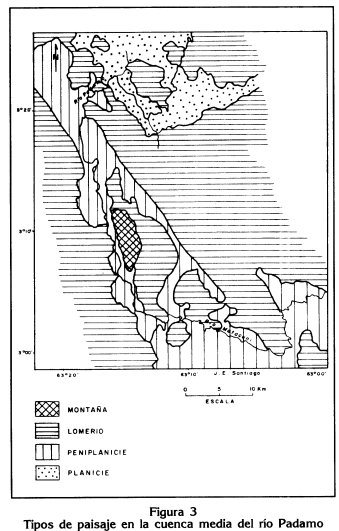 N
3°20'
3°10'
3°00'
63°20'
63°10'
63°00'
J. E. Santiago
0 5 10 Km
ESCALA
MONTAÑA
LOMERIO
PENIPLANICIE
PLANICIE
Figura 3
Tipos de paisaje en la cuenca media del río Padamo